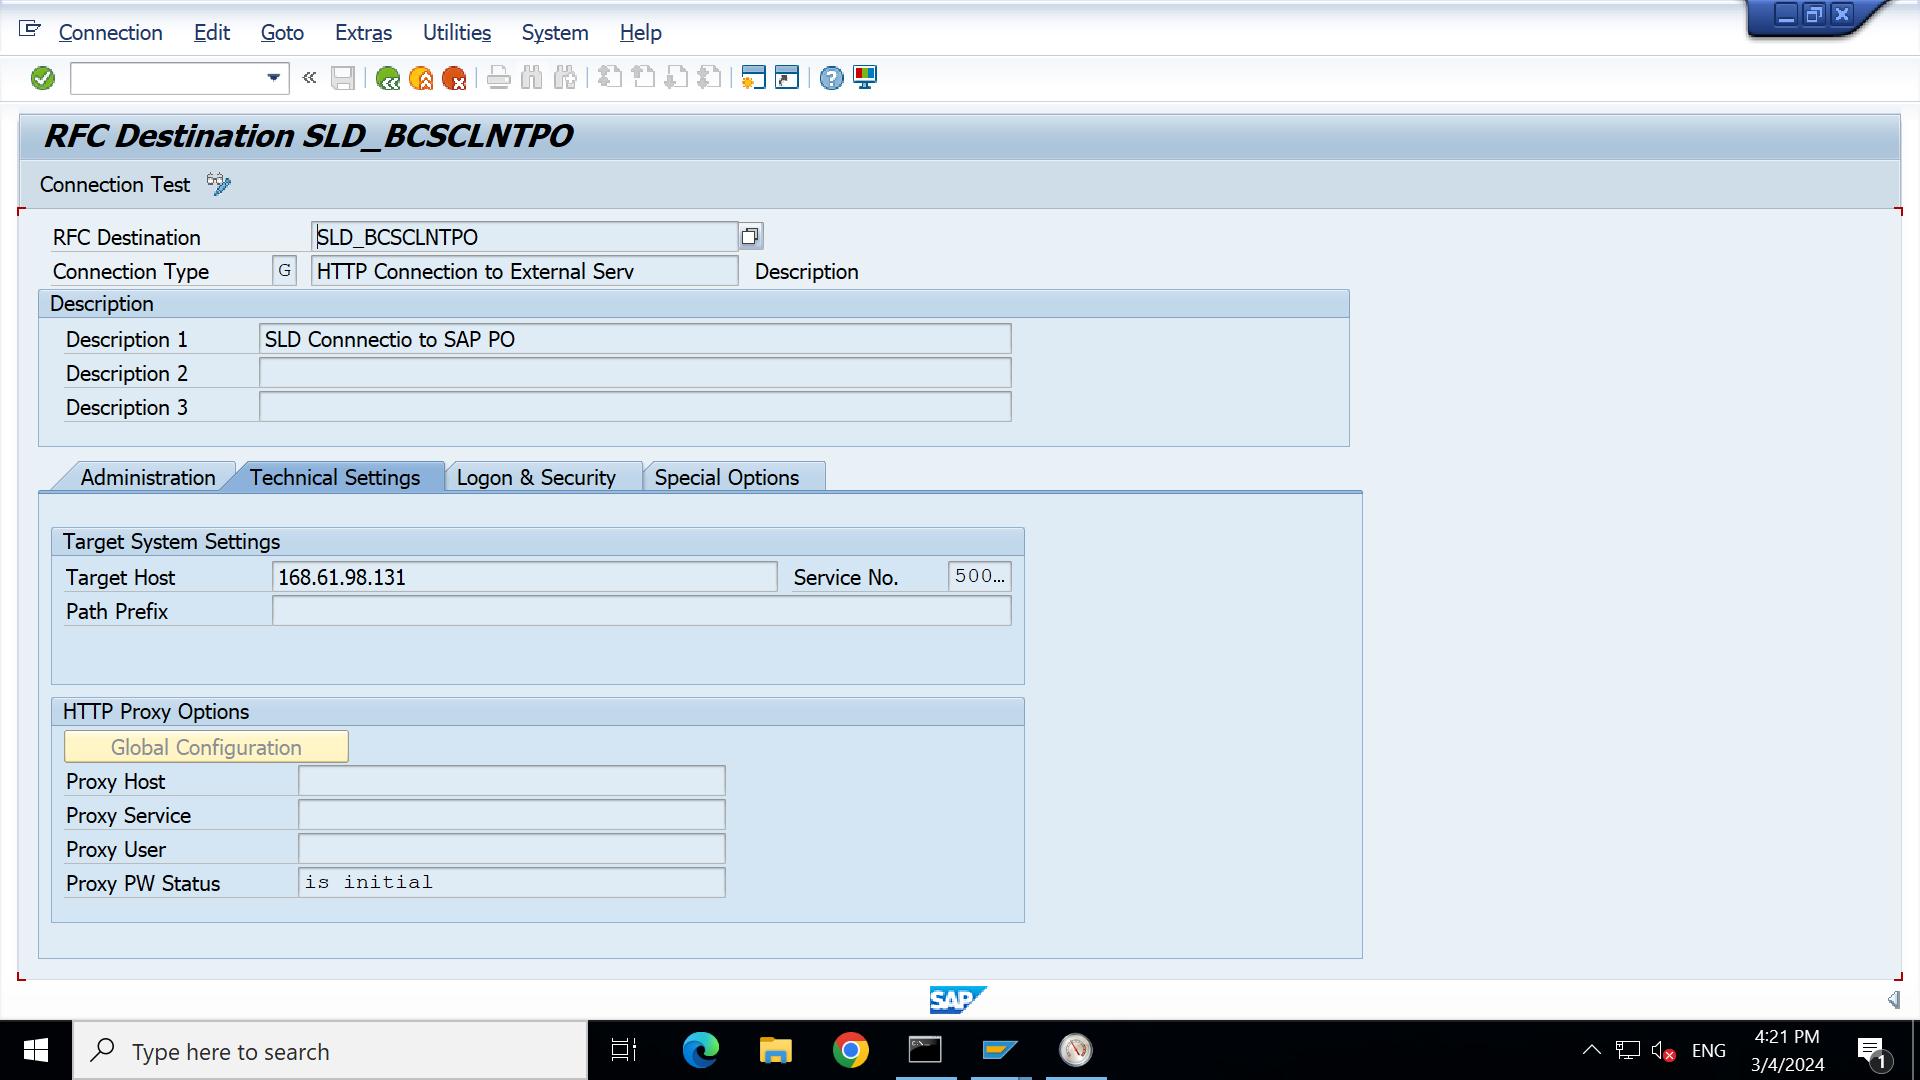 Connection Edit Goto Extras Utilities System Help
RFC Destination SLD_BCSCLNTPO
Connection Test
RFC Destination SLD_BCSCLNTPO
Connection Type G HTTP Connection to External Serv Description
Description
Description 1 SLD Connnectio to SAP PO
Description 2
Description 3
Administration Technical Settings Logon & Security Special Options
Target System Settings
Target Host 168.61.98.131 Service No. 500...
Path Prefix
HTTP Proxy Options
Global Configuration
Proxy Host
Proxy Service
Proxy User
Proxy PW Status is initial
SAP
Type here to search
ENG
4:21 PM
3/4/2024
1